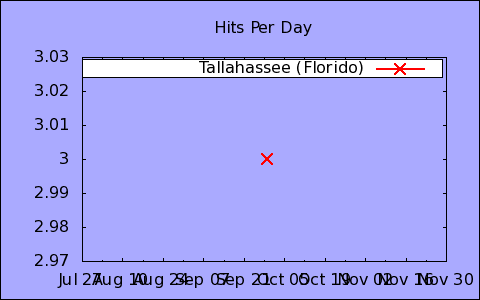 Hits Per Day
3.03
Tallahassee (Florido)
3.02
3.01
3
2.99
2.98
2.97
Jul 27 Aug 10 Aug 24 Sep 07 Sep 21 Oct 05 Oct 19 Nov 02 Nov 16 Nov 30